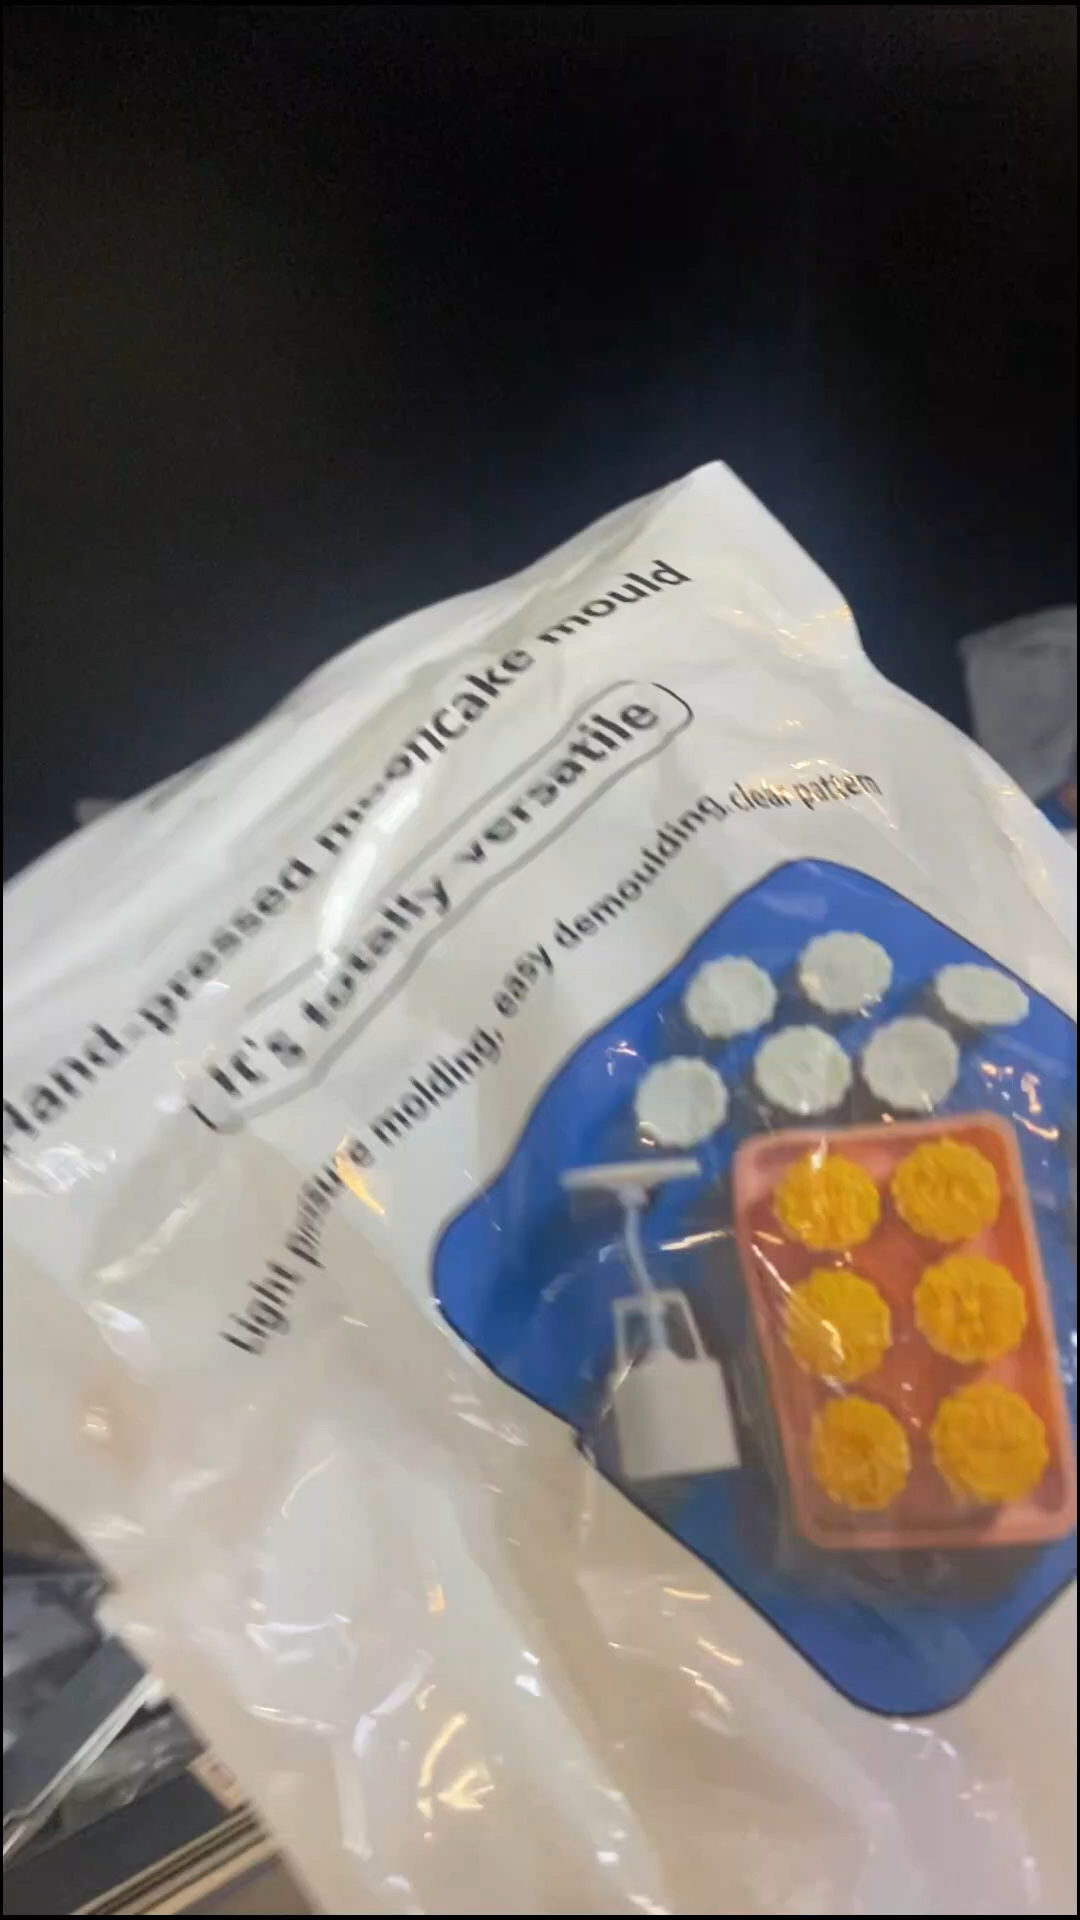 Hand-pressed mooncake mould
It's totally versatile
Light pressure molding, easy demoulding,clear pattern